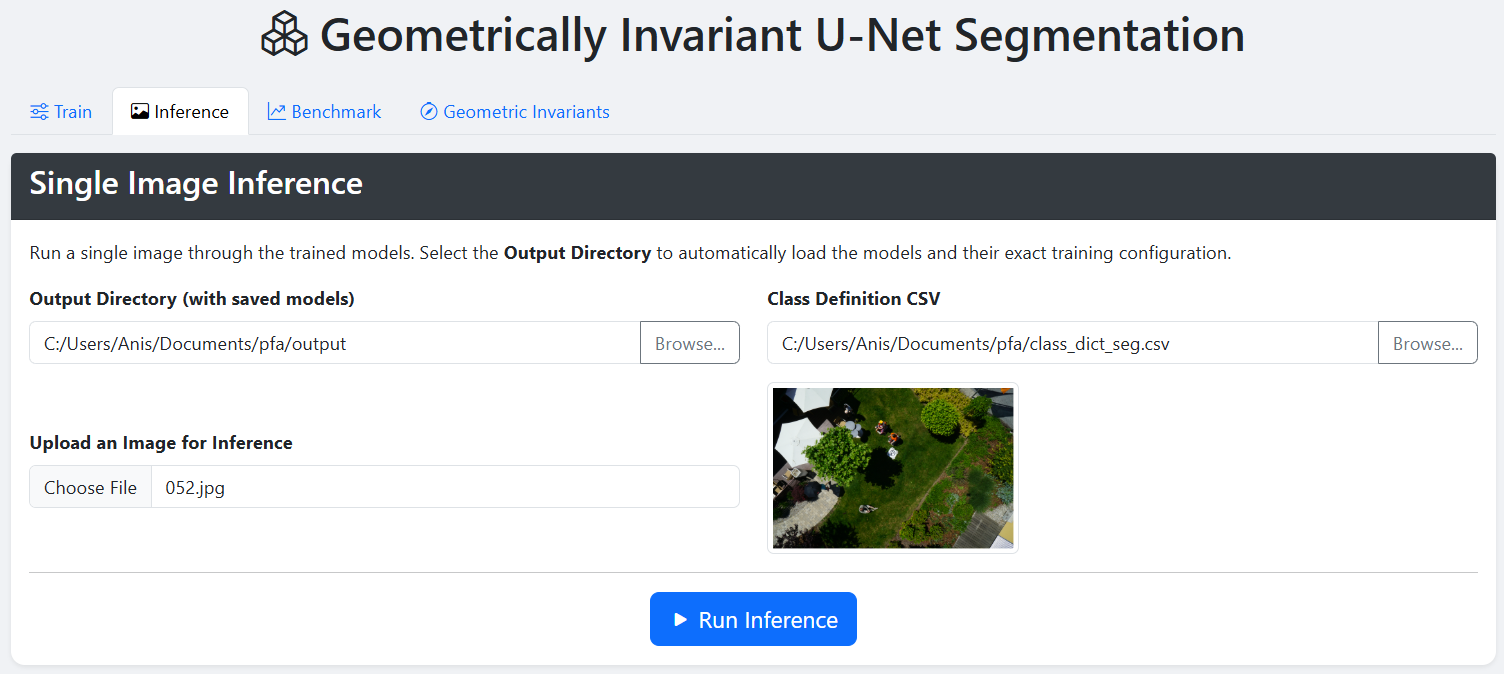 Geometrically Invariant U-Net Segmentation
Train Inference Benchmark Geometric Invariants
Single Image Inference
Run a single image through the trained models. Select the Output Directory to automatically load the models and their exact training configuration.
Output Directory (with saved models)
C:/Users/Anis/Documents/pfa/output Browse...
Class Definition CSV
C:/Users/Anis/Documents/pfa/class_dict_seg.csv Browse...
Upload an Image for Inference
Choose File 052.jpg
Run Inference